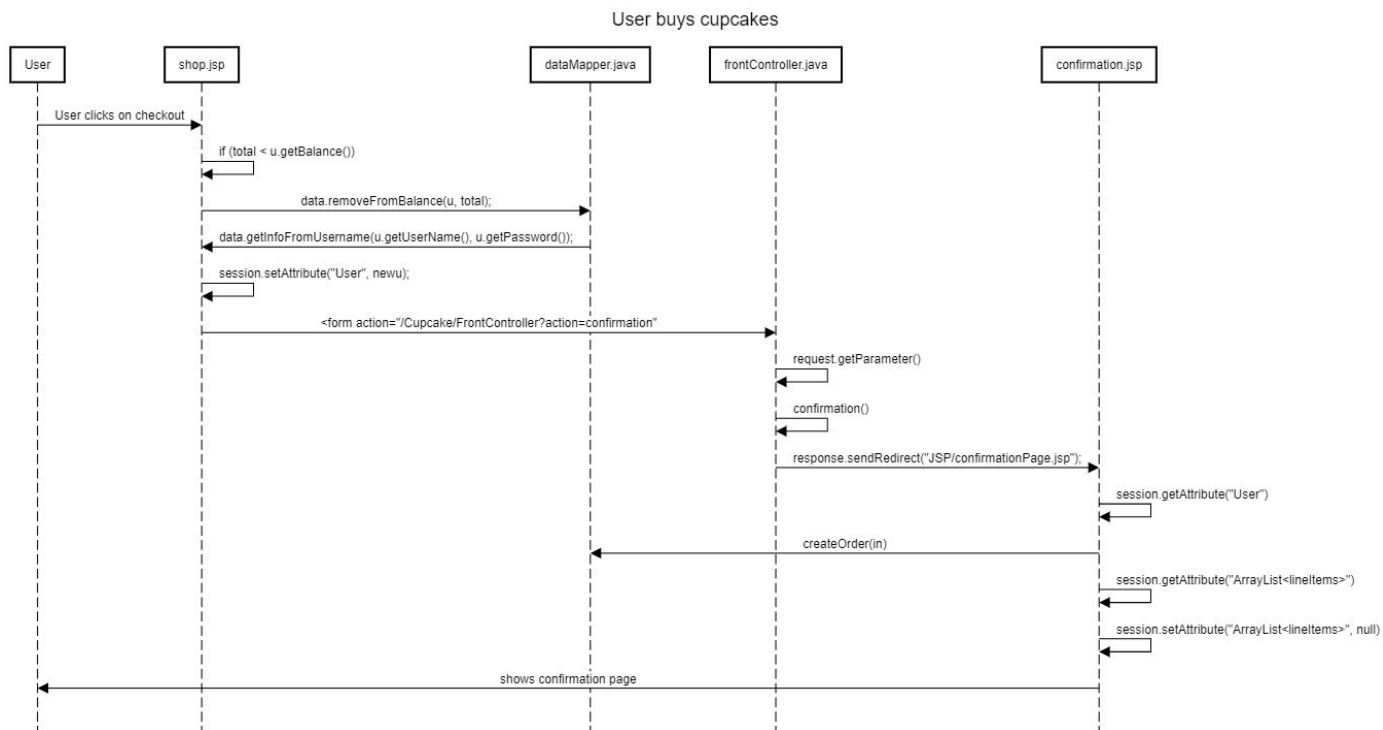 User buys cupcakes
User
shop.jsp
dataMapper.java
frontController.java
confirmation.jsp
User clicks on checkout
if (total < u.getBalance())
data.removeFromBalance(u, total);
data.getInfoFromUsername(u.getUserName(), u.getPassword());
session.setAttribute("User", newu);
<form action="/Cupcake/FrontController?action=confirmation"
request.getParameter()
confirmation()
response.sendRedirect("JSP/confirmationPage.jsp");
session.getAttribute("User")
createOrder(in)
session.getAttribute("ArrayList<lineItems>")
session.setAttribute("ArrayList<lineItems>", null)
shows confirmation page